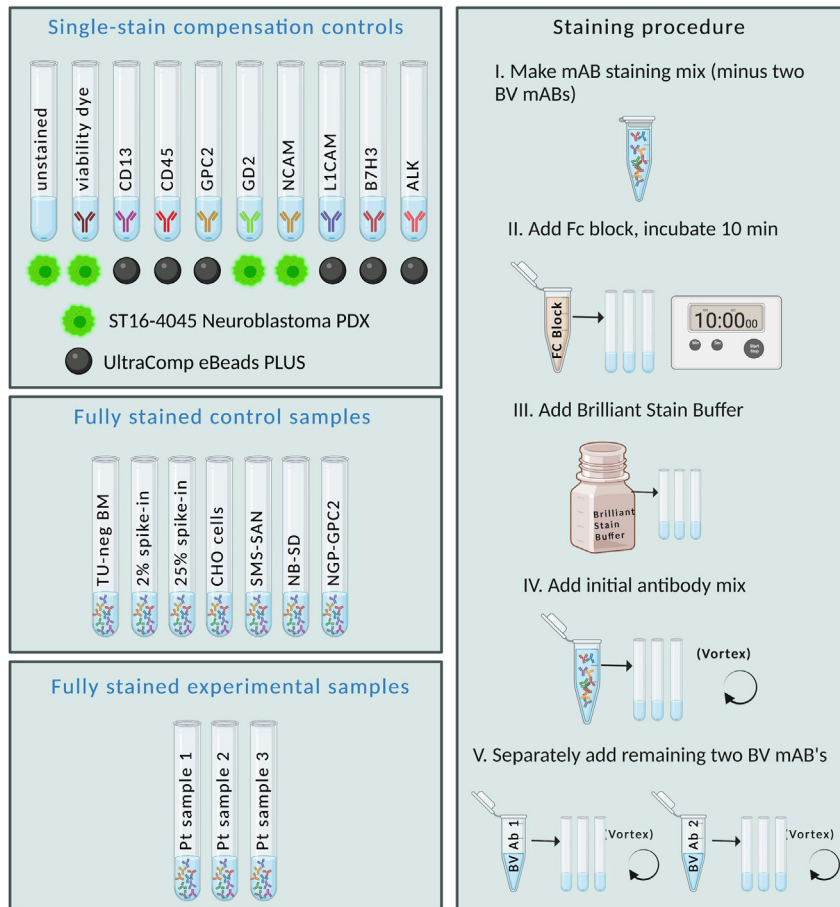 Single-stain compensation controls
unstained
viability dye
CD13
CD45
GPC2
GD2
NCAM
L1CAM
B7H3
ALK
ST16-4045 Neuroblastoma PDX
UltraComp eBeads PLUS
Fully stained control samples
TU-neg BM
2% spike-in
25% spike-in
CHO cells
SMS-SAN
NB-SD
NGP-GPC2
Fully stained experimental samples
Pt sample 1
Pt sample 2
Pt sample 3
Staining procedure
I. Make mAB staining mix (minus two
BV mABs)
II. Add Fc block, incubate 10 min
FC Block
10:0000
Min
Sec
Start
Stop
III. Add Brilliant Stain Buffer
Brilliant
Stain
Buffer
IV. Add initial antibody mix
(Vortex)
V. Separately add remaining two BV mAB's
BV Ab 1
(Vortex)
BV Ab 2
(Vortex)